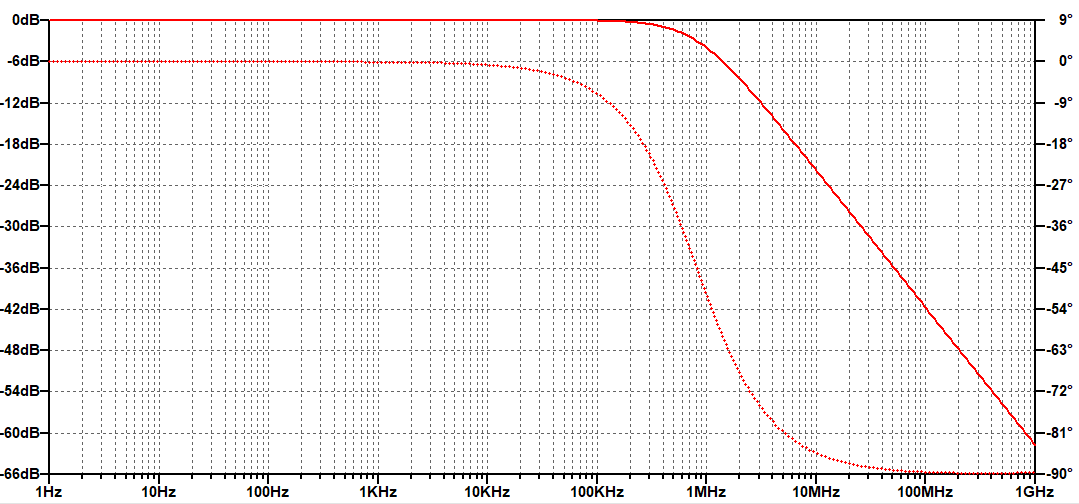 0dB 9°
-6dB 0°
-12dB -9°
-18dB -18°
-24dB -27°
-30dB -36°
-36dB -45°
-42dB -54°
-48dB -63°
-54dB -72°
-60dB -81°
-66dB -90°
1Hz 10Hz 100Hz 1KHz 10KHz 100KHz 1MHz 10MHz 100MHz 1GHz